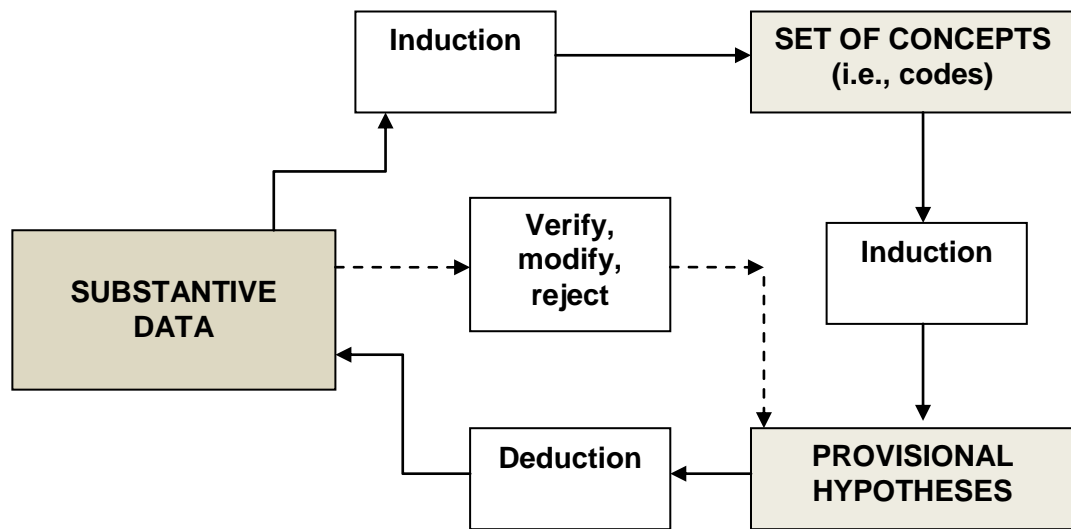 Induction
SET OF CONCEPTS
(i.e., codes)
Verify,
modify,
reject
Induction
SUBSTANTIVE
DATA
Deduction
PROVISIONAL
HYPOTHESES